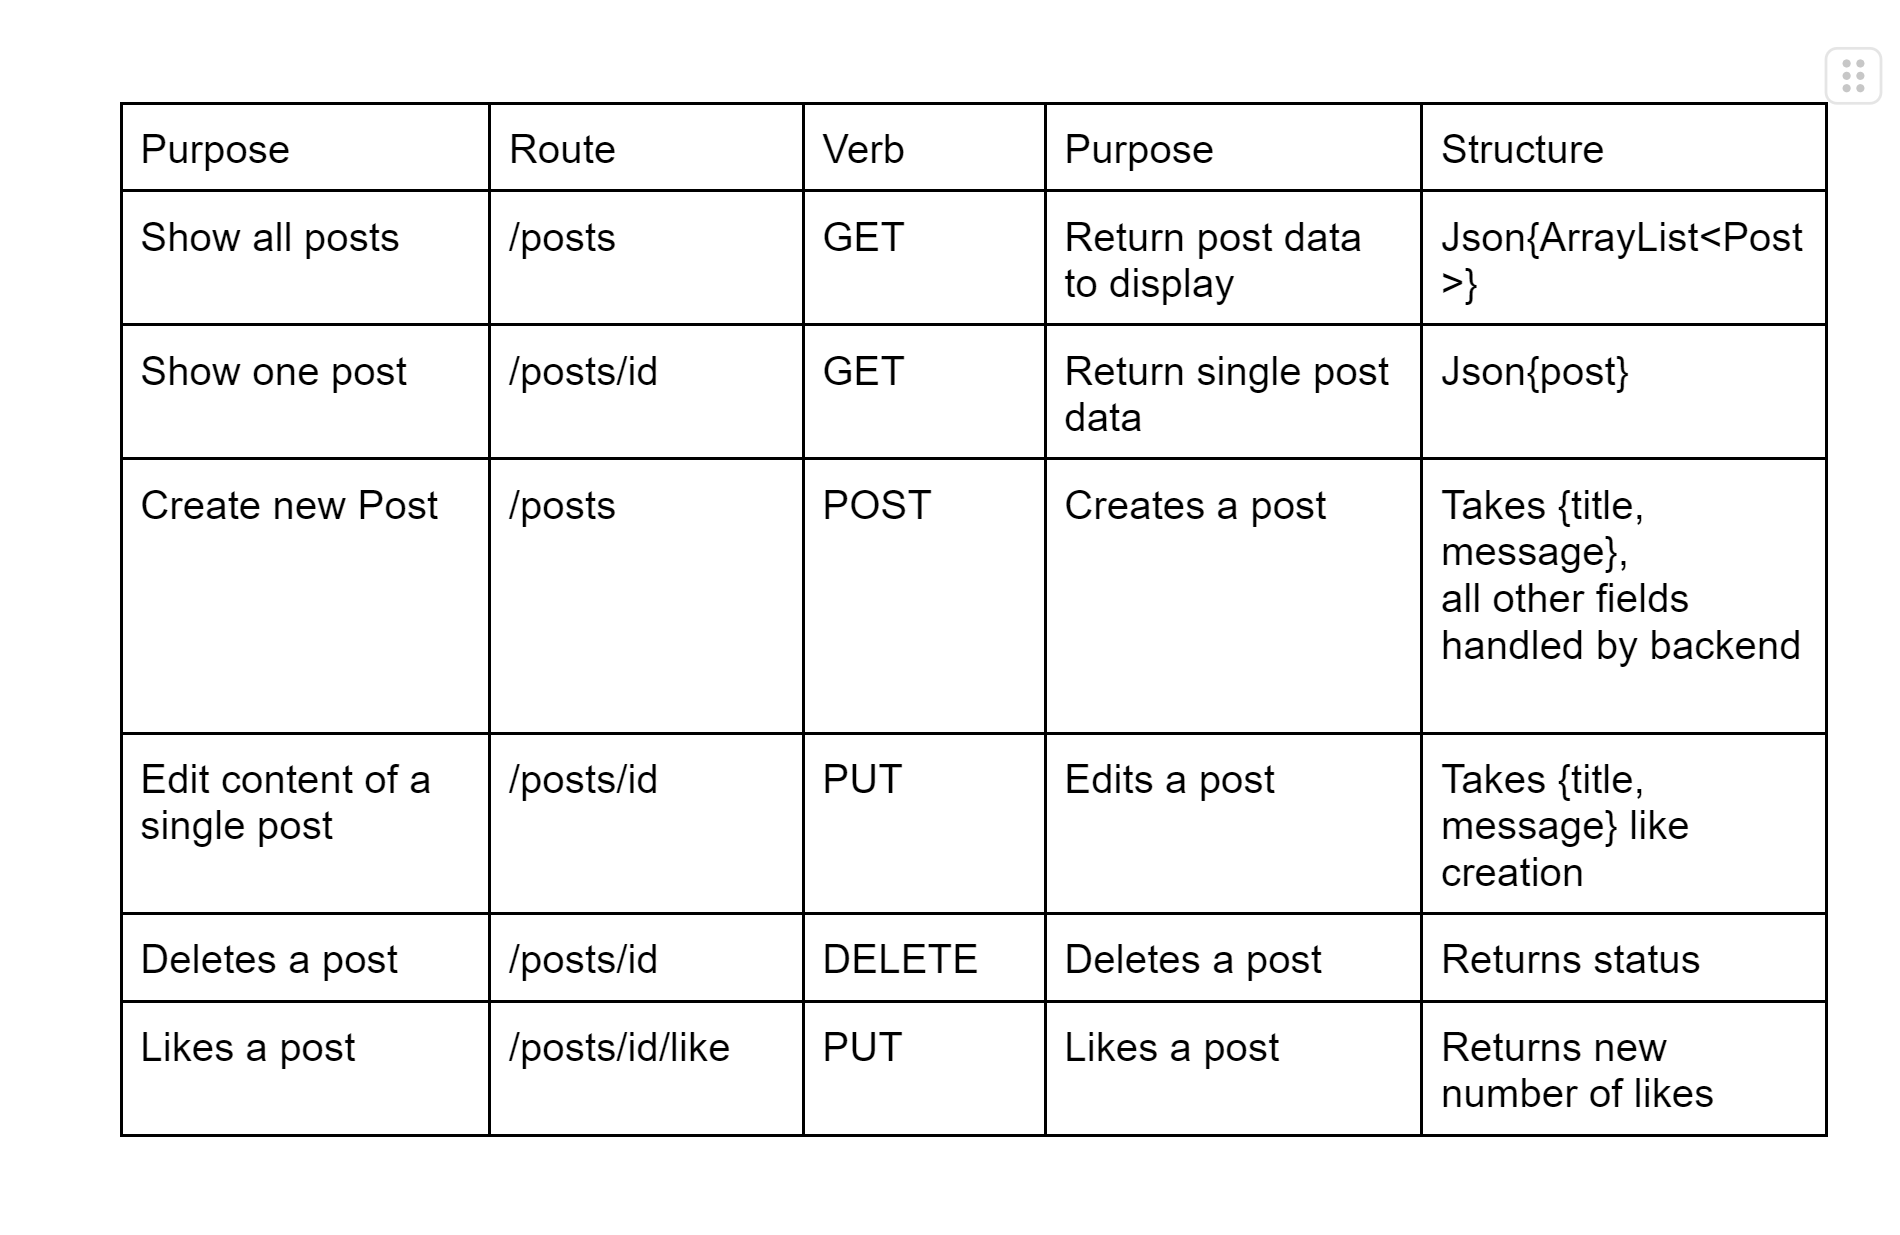 Purpose Route Verb Purpose Structure
Show all posts /posts GET Return post data Json{ArrayList<Post
to display >}
Show one post /posts/id GET Return single post Json{post}
data
Create new Post /posts POST Creates a post Takes {title,
message},
all other fields
handled by backend
Edit content of a /posts/id PUT Edits a post Takes {title,
single post message} like
creation
Deletes a post /posts/id DELETE Deletes a post Returns status
Likes a post /posts/id/like PUT Likes a post Returns new
number of likes